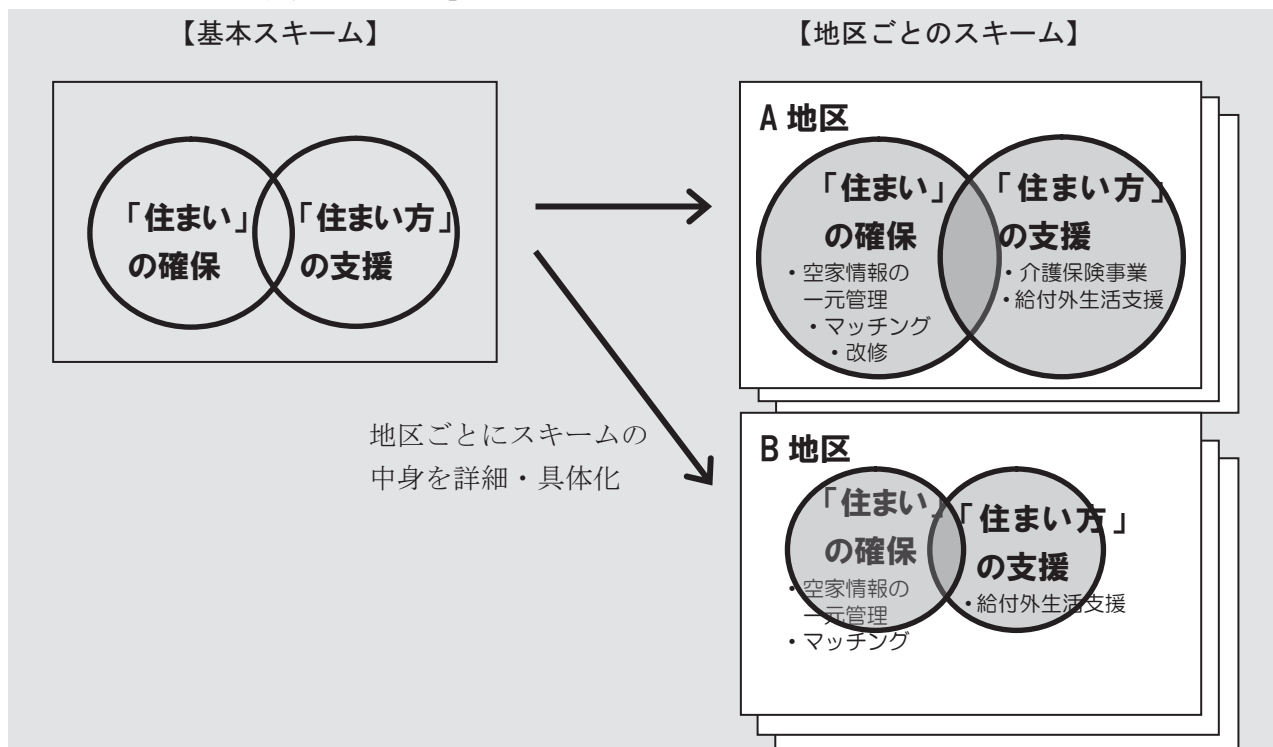 【基本スキーム】
「住まい」
の確保
「住まい方」
の支援
地区ごとにスキームの
中身を詳細・具体化
【地区ごとのスキーム】
A 地区
「住まい」
の確保
・空家情報の
一元管理
・マッチング
・改修
「住まい方」
の支援
・介護保険事業
・給付外生活支援
B 地区
「住まい」
の確保
・空家情報の
一元管理
・マッチング
「住まい方」
の支援
・給付外生活支援